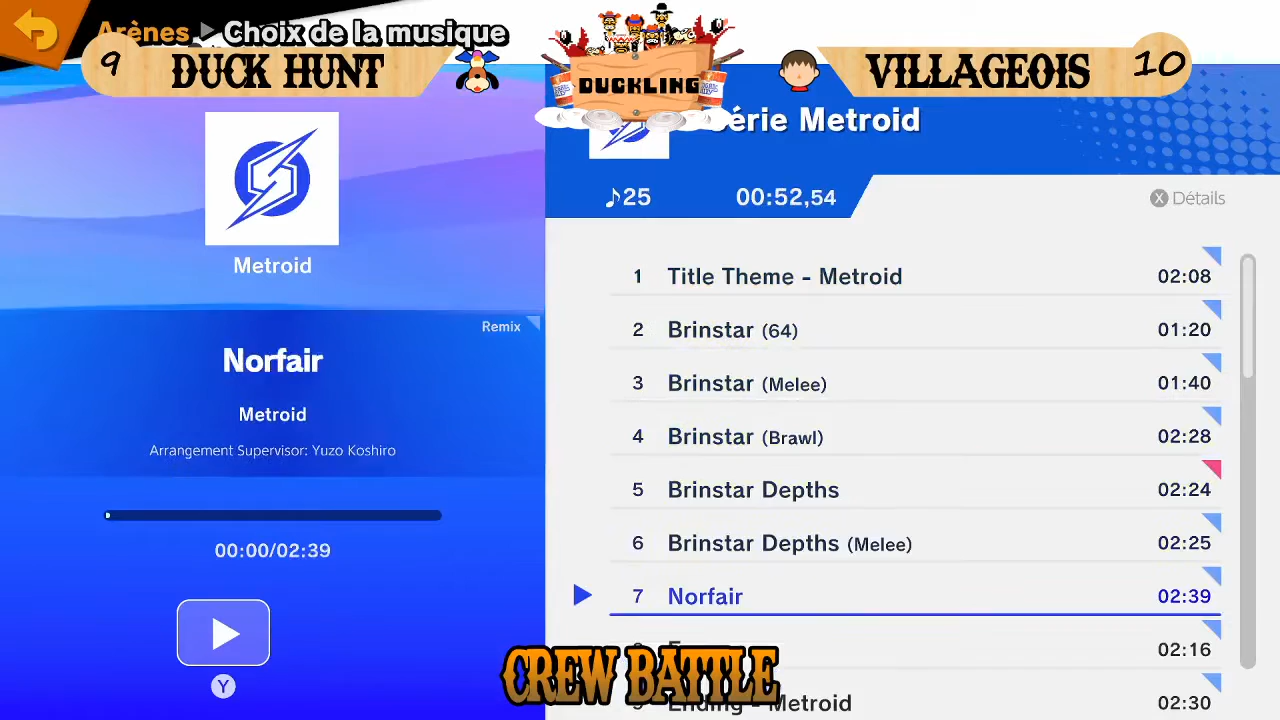 Arènes ▶ Choix de la musique
9 DUCK HUNT
DUCKLING
VILLAGEOIS 10
Série Metroid
♪25 00:52,54
X Détails
Metroid
Remix
Norfair
Metroid
Arrangement Supervisor: Yuzo Koshiro
00:00/02:39
Y
1 Title Theme - Metroid 02:08
2 Brinstar (64) 01:20
3 Brinstar (Melee) 01:40
4 Brinstar (Brawl) 02:28
5 Brinstar Depths 02:24
6 Brinstar Depths (Melee) 02:25
7 Norfair 02:39
02:16
Ending - Metroid 02:30
CREW BATTLE